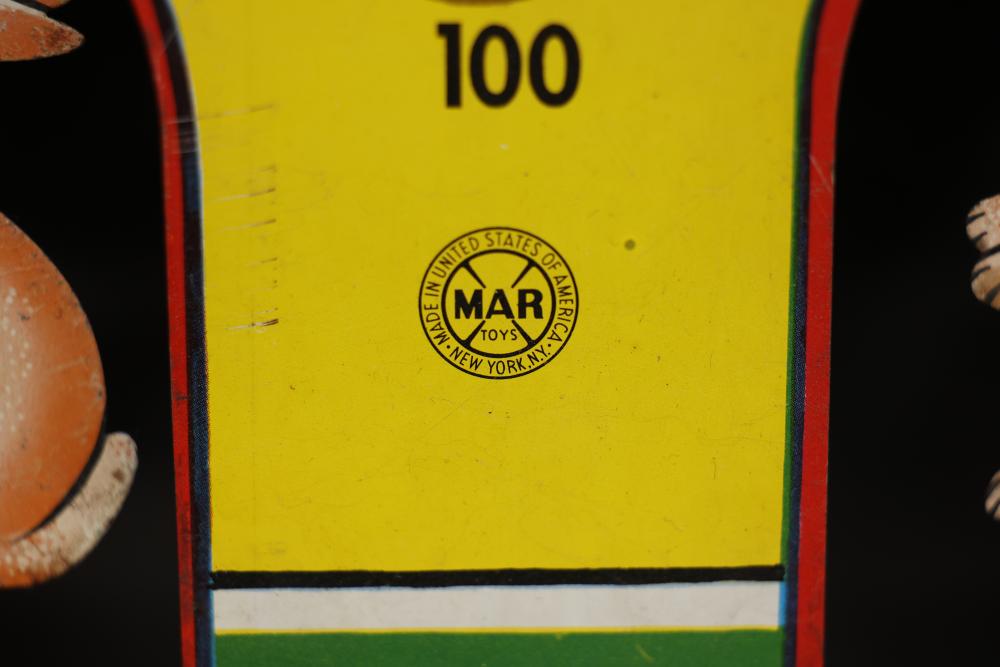 100
MADE IN UNITED STATES OF AMERICA
MAR
TOYS
• NEW YORK, N.Y. •